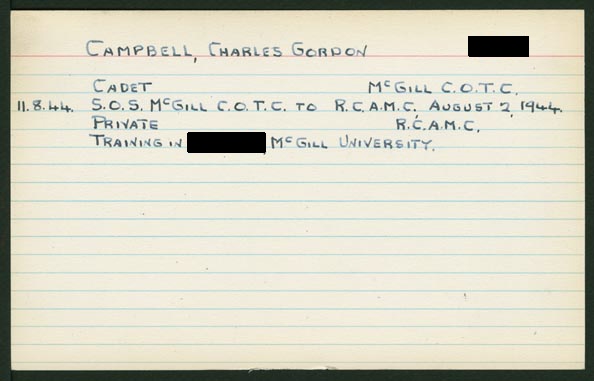 CAMPBELL, CHARLES GORDON
CADET McGILL C.O.T.C.
11.8.44. S.O.S. McGILL C.O.T.C. TO R.C.A.M.C. AUGUST 2, 1944.
PRIVATE R.C.A.M.C.
TRAINING IN McGILL UNIVERSITY.